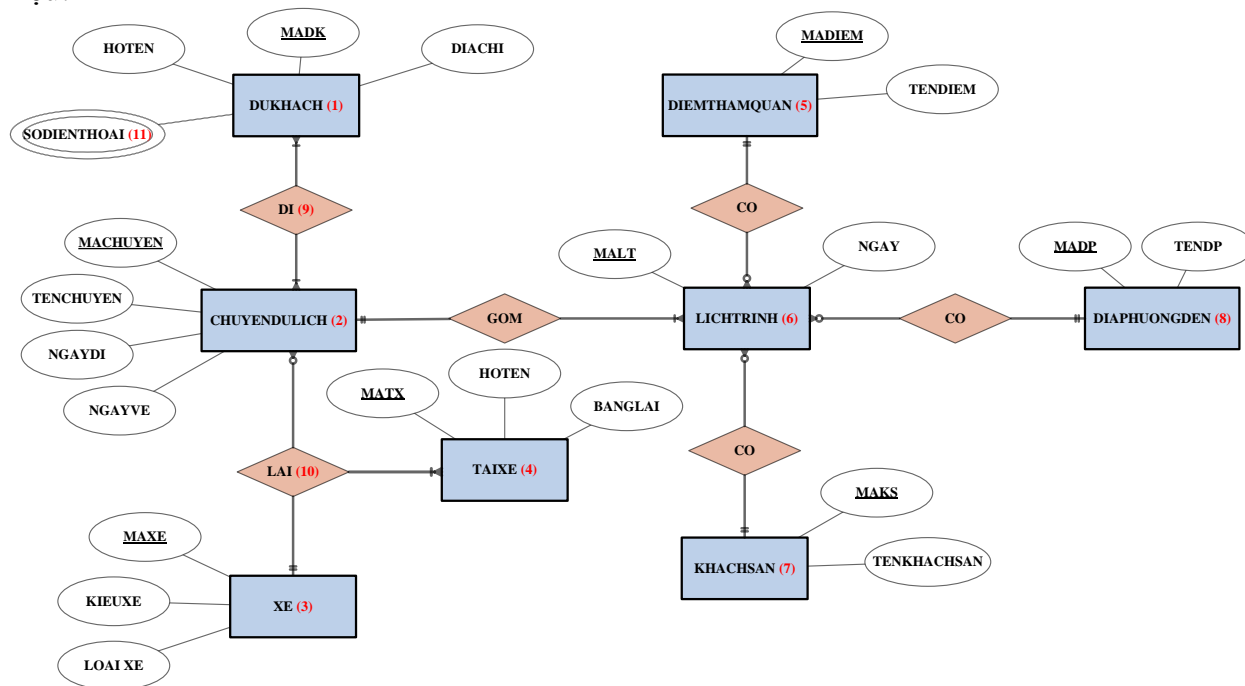 MADK
HOTEN
DIACHI
DUKHACH (1)
SODIENTHOAI (11)
MADIEM
TENDIEM
DIEMTHAMQUAN (5)
DI (9)
CO
MACHUYEN
TENCHUYEN
NGAYDI
NGAYVE
CHUYENDULICH (2)
GOM
MALT
NGAY
LICHTRINH (6)
CO
MADP
TENDP
DIAPHUONGDEN (8)
MATX
HOTEN
BANGLAI
LAI (10)
TAIXE (4)
CO
MAXE
KIEUXE
LOAI XE
XE (3)
MAKS
TENKHACHSAN
KHACHSAN (7)